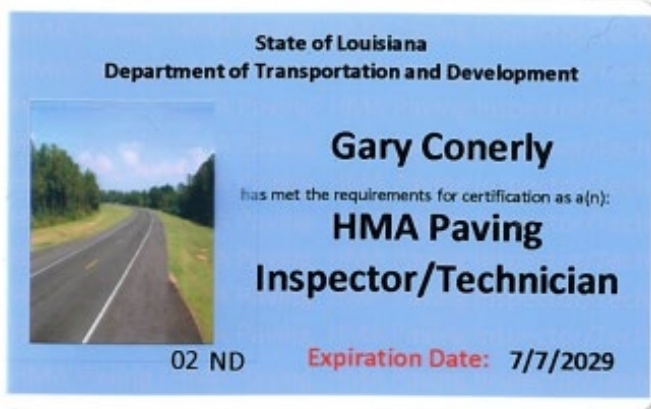 State of Louisiana
Department of Transportation and Development
Gary Conerly
has met the requirements for certification as a(n):
HMA Paving
Inspector/Technician
02 ND
Expiration Date: 7/7/2029